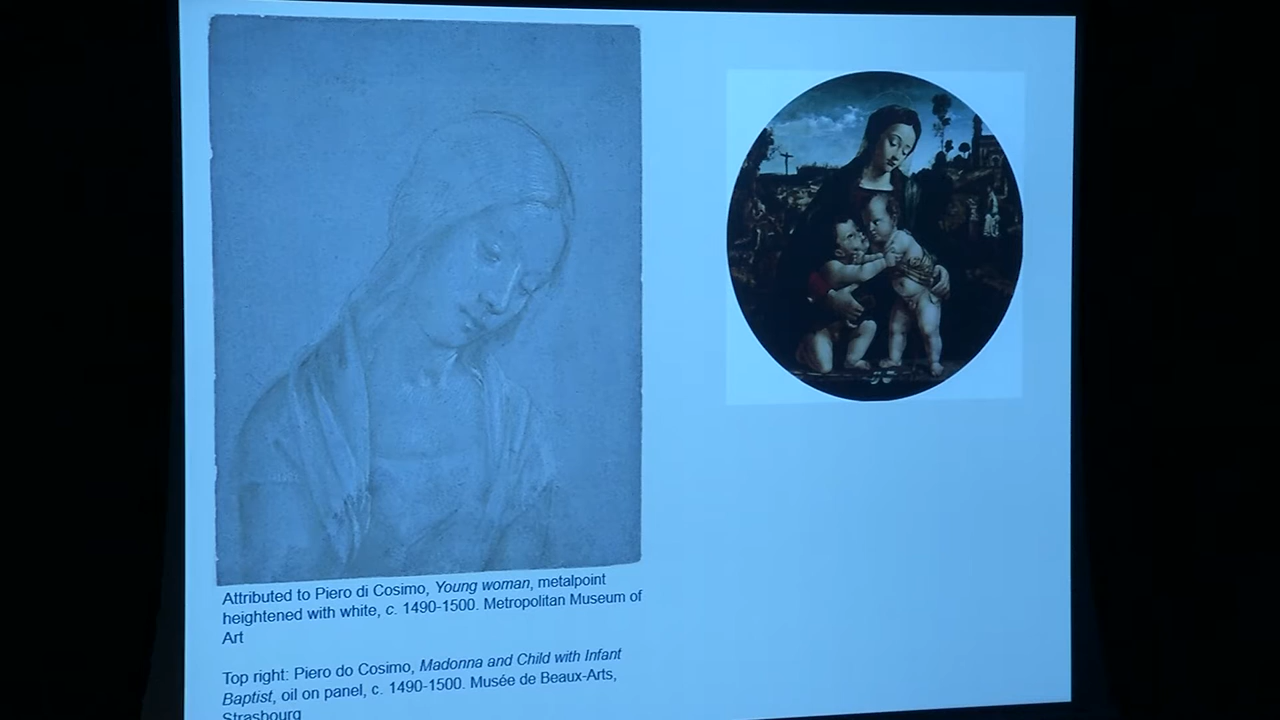 Attributed to Piero di Cosimo, Young woman, metalpoint
heightened with white, c. 1490-1500. Metropolitan Museum of
Art
Top right: Piero do Cosimo, Madonna and Child with Infant
Baptist, oil on panel, c. 1490-1500. Musée de Beaux-Arts,
Strasbourg